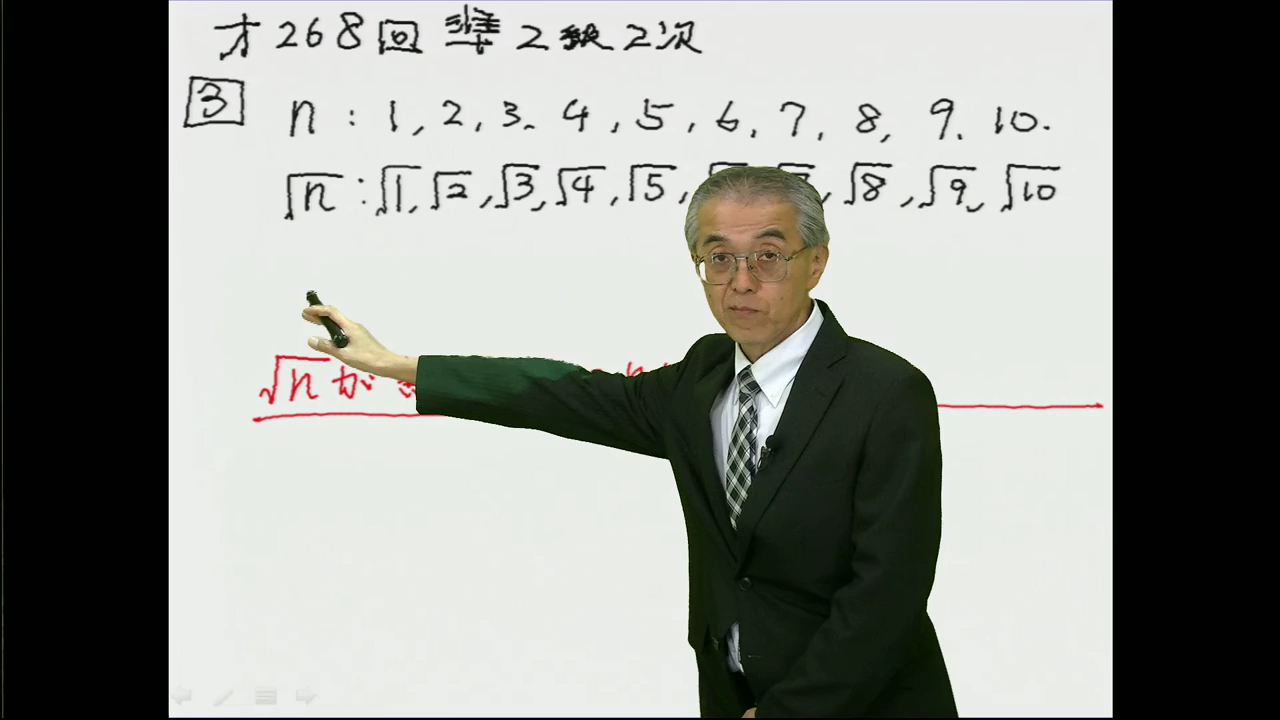 才268回 準2級2次
3 n : 1, 2, 3, 4, 5, 6, 7, 8, 9, 10.
√n : √1, √2, √3, √4, √5, √8, √9, √10
√nが